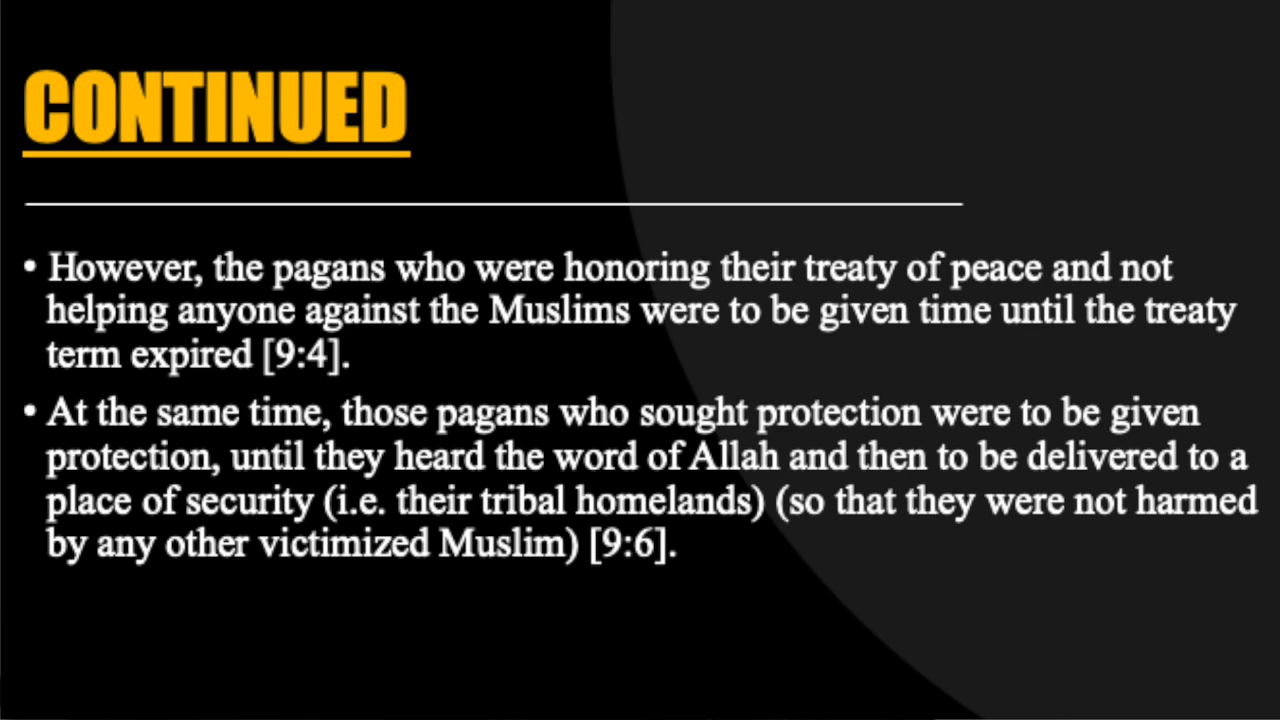 CONTINUED
• However, the pagans who were honoring their treaty of peace and not
helping anyone against the Muslims were to be given time until the treaty
term expired [9:4].
• At the same time, those pagans who sought protection were to be given
protection, until they heard the word of Allah and then to be delivered to a
place of security (i.e. their tribal homelands) (so that they were not harmed
by any other victimized Muslim) [9:6].